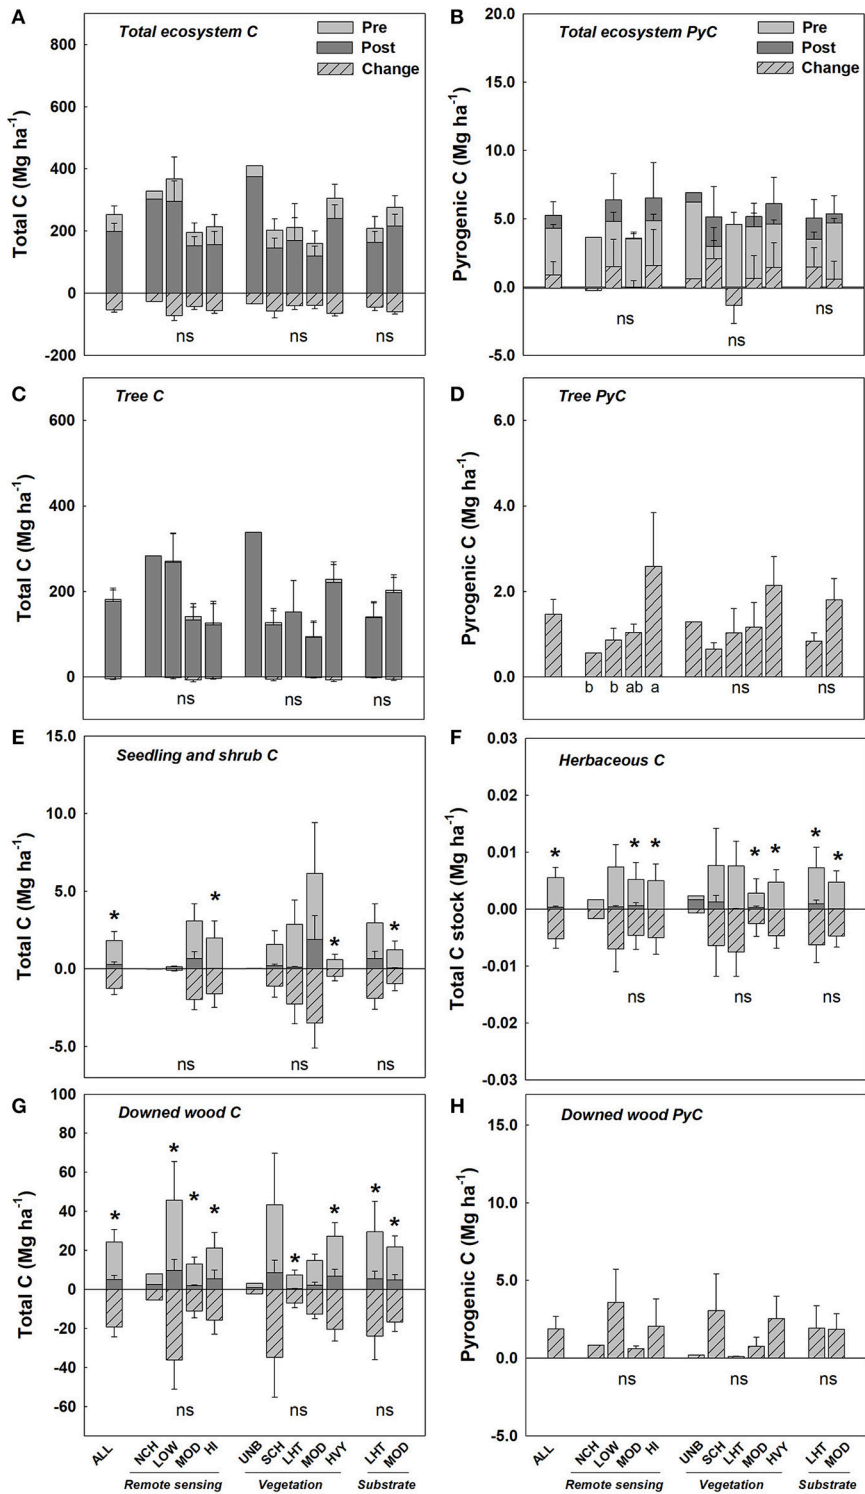 A
Total ecosystem C
Pre
Post
Change
800
600
400
200
0
-200
Total C (Mg ha-1)
ns
ns
ns
B
Total ecosystem PyC
Pre
Post
Change
20.0
15.0
10.0
5.0
0.0
-5.0
Pyrogenic C (Mg ha-1)
ns
ns
ns
C
Tree C
600
400
200
0
Total C (Mg ha-1)
ns
ns
ns
D
Tree PyC
6.0
4.0
2.0
0.0
Pyrogenic C (Mg ha-1)
b b ab a
ns
ns
E
Seedling and shrub C
15.0
10.0
5.0
0.0
-5.0
Total C (Mg ha-1)
* * * *
ns
ns
ns
F
Herbaceous C
0.03
0.02
0.01
0.00
-0.01
-0.02
-0.03
Total C stock (Mg ha-1)
* * * * * * *
ns
ns
ns
G
Downed wood C
100
80
60
40
20
0
-20
-40
-60
Total C (Mg ha-1)
* * * * * * * *
ns
ns
ns
ALL
NCH
LOW
MOD
HI
UNB
SCH
LHT
MOD
HVY
LHT
MOD
Remote sensing
Vegetation
Substrate
H
Downed wood PyC
15.0
10.0
5.0
0.0
-5.0
Pyrogenic C (Mg ha-1)
ns
ns
ns
ALL
NCH
LOW
MOD
HI
UNB
SCH
LHT
MOD
HVY
LHT
MOD
Remote sensing
Vegetation
Substrate